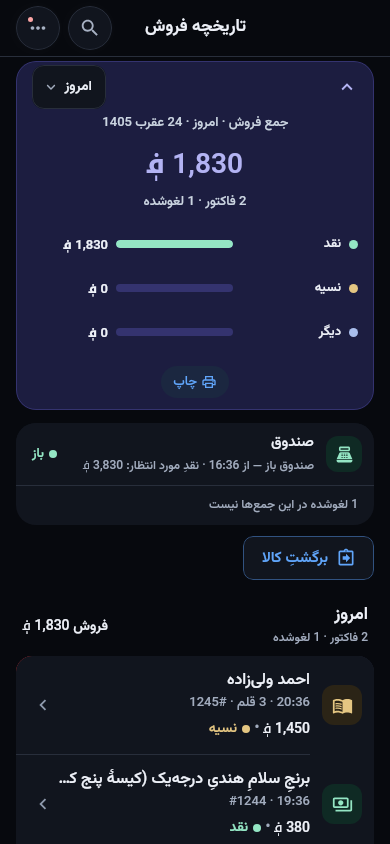 تاریخچه فروش
امروز
جمع فروش · امروز · 24 عقرب 1405
1,830 ؋
2 فاکتور · 1 لغوشده
نقد 1,830 ؋
نسیه 0 ؋
دیگر 0 ؋
چاپ
صندوق
صندوق باز — از 16:36 · نقدِ مورد انتظار: 3,830 ؋
باز
1 لغوشده در این جمع‌ها نیست
برگشتِ کالا
امروز
فروش 1,830 ؋
2 فاکتور · 1 لغوشده
احمد ولی‌زاده
20:36 · 3 قلم · #1245
1,450 ؋ · نسیه
برنجِ سلامِ هندیِ درجه‌یک (کیسهٔ پنج ک…
19:36 · #1244
380 ؋ · نقد